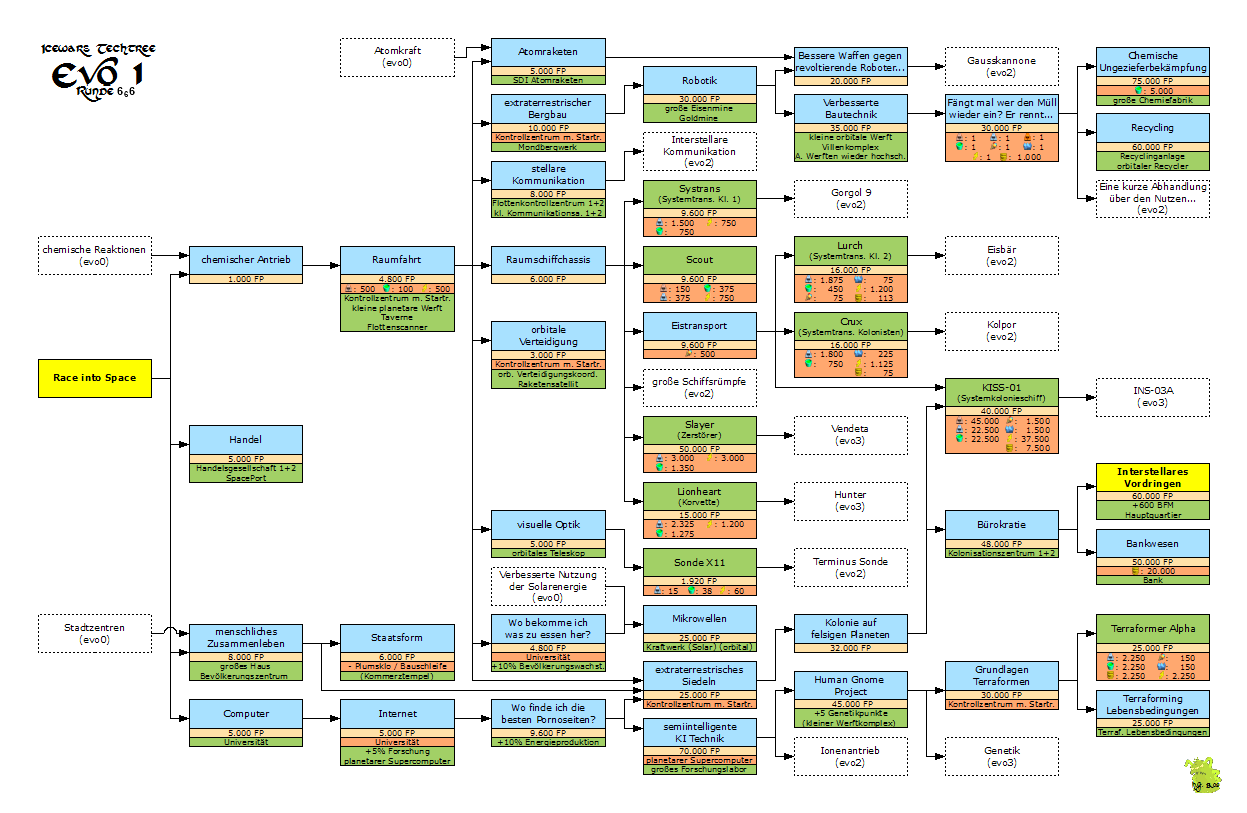 Icewars Techtree
Evo 1
Runde 6
Atomkraft
(evo0)
chemische Reaktionen
(evo0)
Race into Space
Stadtzentren
(evo0)
chemischer Antrieb
1.000 FP
Handel
5.000 FP
Handelsgesellschaft 1+2
SpacePort
menschliches
Zusammenleben
8.000 FP
großes Haus
Bevölkerungszentrum
Computer
5.000 FP
Universität
Raumfahrt
4.800 FP
: 500 : 100 : 500
Kontrollzentrum m. Startr.
kleine planetare Werft
Taverne
Flottenscanner
Staatsform
6.000 FP
- Plumsklo / Bauschleife
(Kommerztempel)
Internet
5.000 FP
Universität
+5% Forschung
planetarer Supercomputer
Atomraketen
5.000 FP
SDI Atomraketen
extraterrestrischer
Bergbau
10.000 FP
Kontrollzentrum m. Startr.
Mondbergwerk
stellare
Kommunikation
8.000 FP
Flottenkontrollzentrum 1+2
kl. Kommunikationsa. 1+2
Raumschiffchassis
6.000 FP
orbitale
Verteidigung
3.000 FP
Kontrollzentrum m. Startr.
orb. Verteidigungskoord.
Raketensatellit
visuelle Optik
5.000 FP
orbitales Teleskop
Verbesserte Nutzung
der Solarenergie
(evo0)
Wo bekomme ich
was zu essen her?
4.800 FP
Universität
+10% Bevölkerungswachst.
Wo finde ich die
besten Pornoseiten?
9.600 FP
+10% Energieproduktion
Robotik
30.000 FP
große Eisenmine
Goldmine
Interstellare
Kommunikation
(evo2)
Systrans
(Systemtrans. Kl. 1)
9.600 FP
: 1.500 : 750
: 750
Scout
9.600 FP
: 150 : 375
: 375 : 750
Eistransport
9.600 FP
: 500
große Schiffsrümpfe
(evo2)
Slayer
(Zerstörer)
50.000 FP
: 3.000 : 3.000
: 1.350
Lionheart
(Korvette)
15.000 FP
: 2.325 : 1.200
: 1.275
Sonde X11
1.920 FP
: 15 : 38 : 60
Mikrowellen
25.000 FP
Kraftwerk (Solar) (orbital)
extraterrestrisches
Siedeln
25.000 FP
Kontrollzentrum m. Startr.
semiintelligente
KI Technik
70.000 FP
planetarer Supercomputer
großes Forschungslabor
Bessere Waffen gegen
revoltierende Roboter...
20.000 FP
Verbesserte
Bautechnik
35.000 FP
kleine orbitale Werft
Villenkomplex
A. Werften wieder hochsch.
Gorgol 9
(evo2)
Lurch
(Systemtrans. Kl. 2)
16.000 FP
: 1.875 : 75
: 450 : 1.200
: 75 : 113
Crux
(Systemtrans. Kolonisten)
16.000 FP
: 1.800 : 225
: 750 : 1.125
: 75
Vendeta
(evo3)
Hunter
(evo3)
Terminus Sonde
(evo2)
Kolonie auf
felsigen Planeten
32.000 FP
Human Gnome
Project
45.000 FP
+5 Genetikpunkte
(kleiner Werftkomplex)
Ionenantrieb
(evo2)
Gausskannone
(evo2)
Fängt mal wer den Müll
wieder ein? Er rennt...
30.000 FP
: 1 : 1 : 1
: 1 : 1 : 1
: 1 : 1.000
Eisbär
(evo2)
Kolpor
(evo2)
KISS-01
(Systemkolonieschiff)
40.000 FP
: 45.000 : 1.500
: 22.500 : 1.500
: 22.500 : 37.500
: 7.500
Bürokratie
48.000 FP
Kolonisationszentrum 1+2
Grundlagen
Terraformen
30.000 FP
Kontrollzentrum m. Startr.
Genetik
(evo3)
Chemische
Ungezieferbekämpfung
75.000 FP
: 5.000
große Chemiefabrik
Recycling
60.000 FP
Recyclinganlage
orbitaler Recycler
Eine kurze Abhandlung
über den Nutzen...
(evo2)
INS-03A
(evo3)
Interstellares
Vordringen
60.000 FP
+600 BFM
Hauptquartier
Bankwesen
50.000 FP
: 20.000
Bank
Terraformer Alpha
25.000 FP
: 2.250 : 150
: 2.250 : 150
: 2.250 : 2.250
Terraforming
Lebensbedingungen
25.000 FP
Terraf. Lebensbedingungen